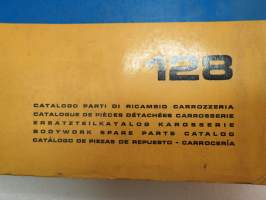 128
CATALOGO PARTI DI RICAMBIO CARROZZERIA
CATALOGUE DE PIÈCES DÉTACHÉES CARROSSERIE
ERSATZTEILKATALOG KAROSSERIE
BODYWORK SPARE PARTS CATALOG
CATÁLOGO DE PIEZAS DE REPUESTO - CARROCERÍA